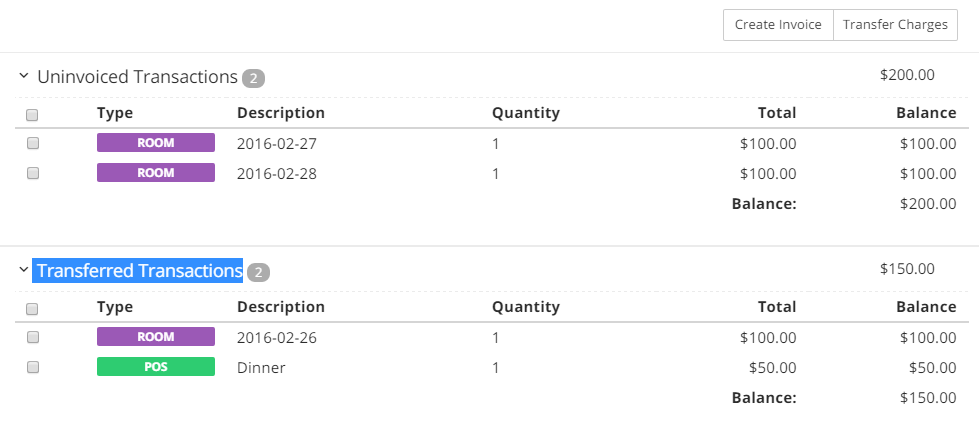 Create Invoice Transfer Charges
Uninvoiced Transactions 2 $200.00
Type Description Quantity Total Balance
ROOM 2016-02-27 1 $100.00 $100.00
ROOM 2016-02-28 1 $100.00 $100.00
Balance: $200.00
Transferred Transactions 2 $150.00
Type Description Quantity Total Balance
ROOM 2016-02-26 1 $100.00 $100.00
POS Dinner 1 $50.00 $50.00
Balance: $150.00